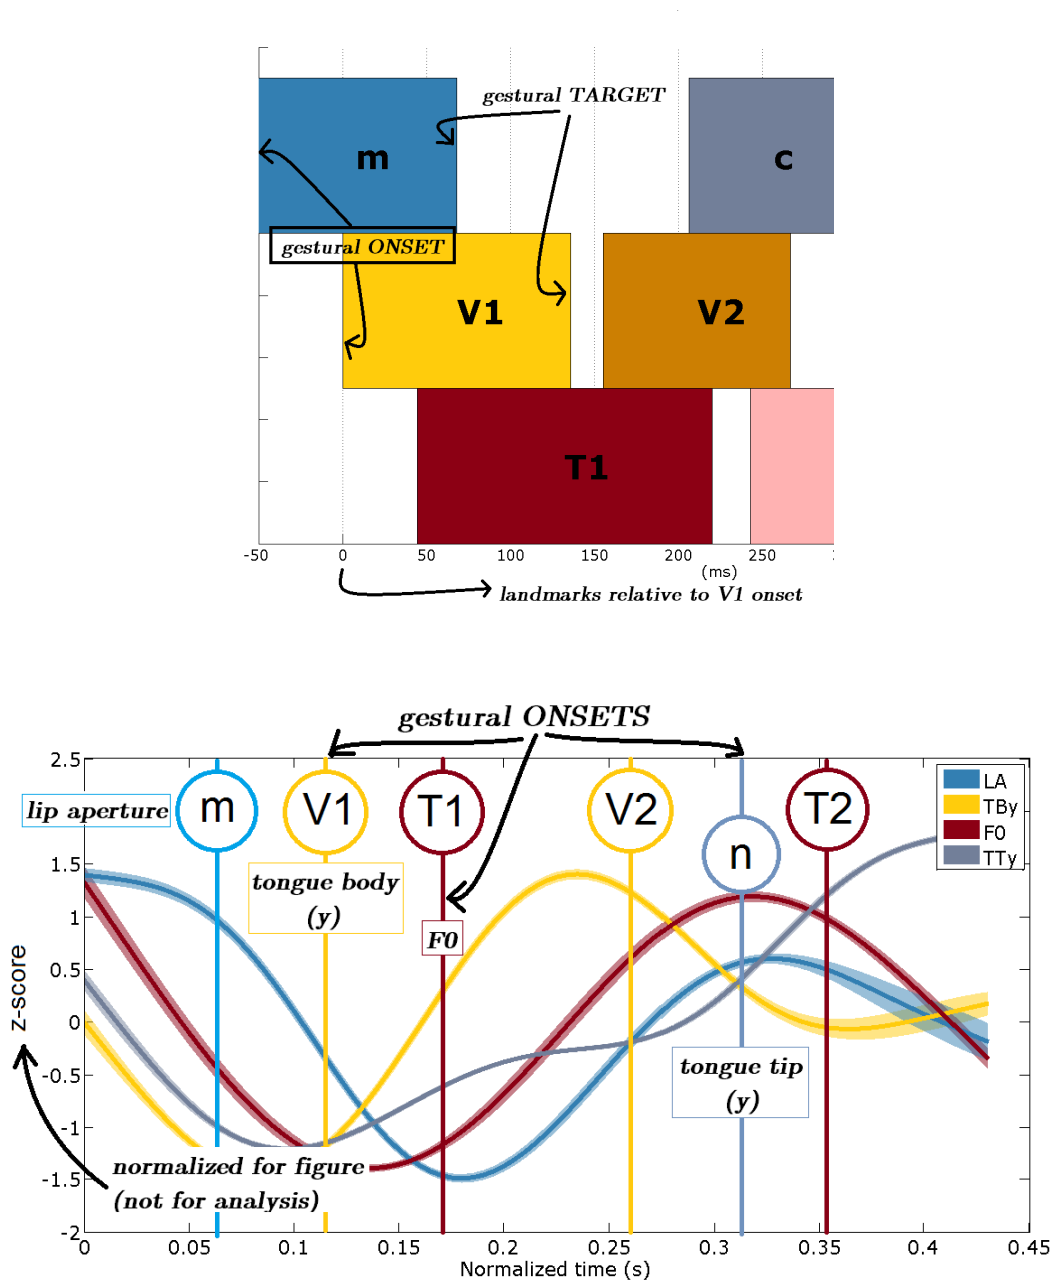 gestural TARGET
m
c
gestural ONSET
V1
V2
T1
-50 0 50 100 150 200 250
(ms)
landmarks relative to V1 onset
gestural ONSETS
2.5
lip aperture
m
V1
T1
V2
n
T2
LA
TBy
F0
TTy
1.5
tongue body
(y)
F0
1
0.5
0
z-score
-0.5
tongue tip
(y)
-1
normalized for figure
(not for analysis)
-1.5
-2
0 0.05 0.1 0.15 0.2 0.25 0.3 0.35 0.4 0.45
Normalized time (s)